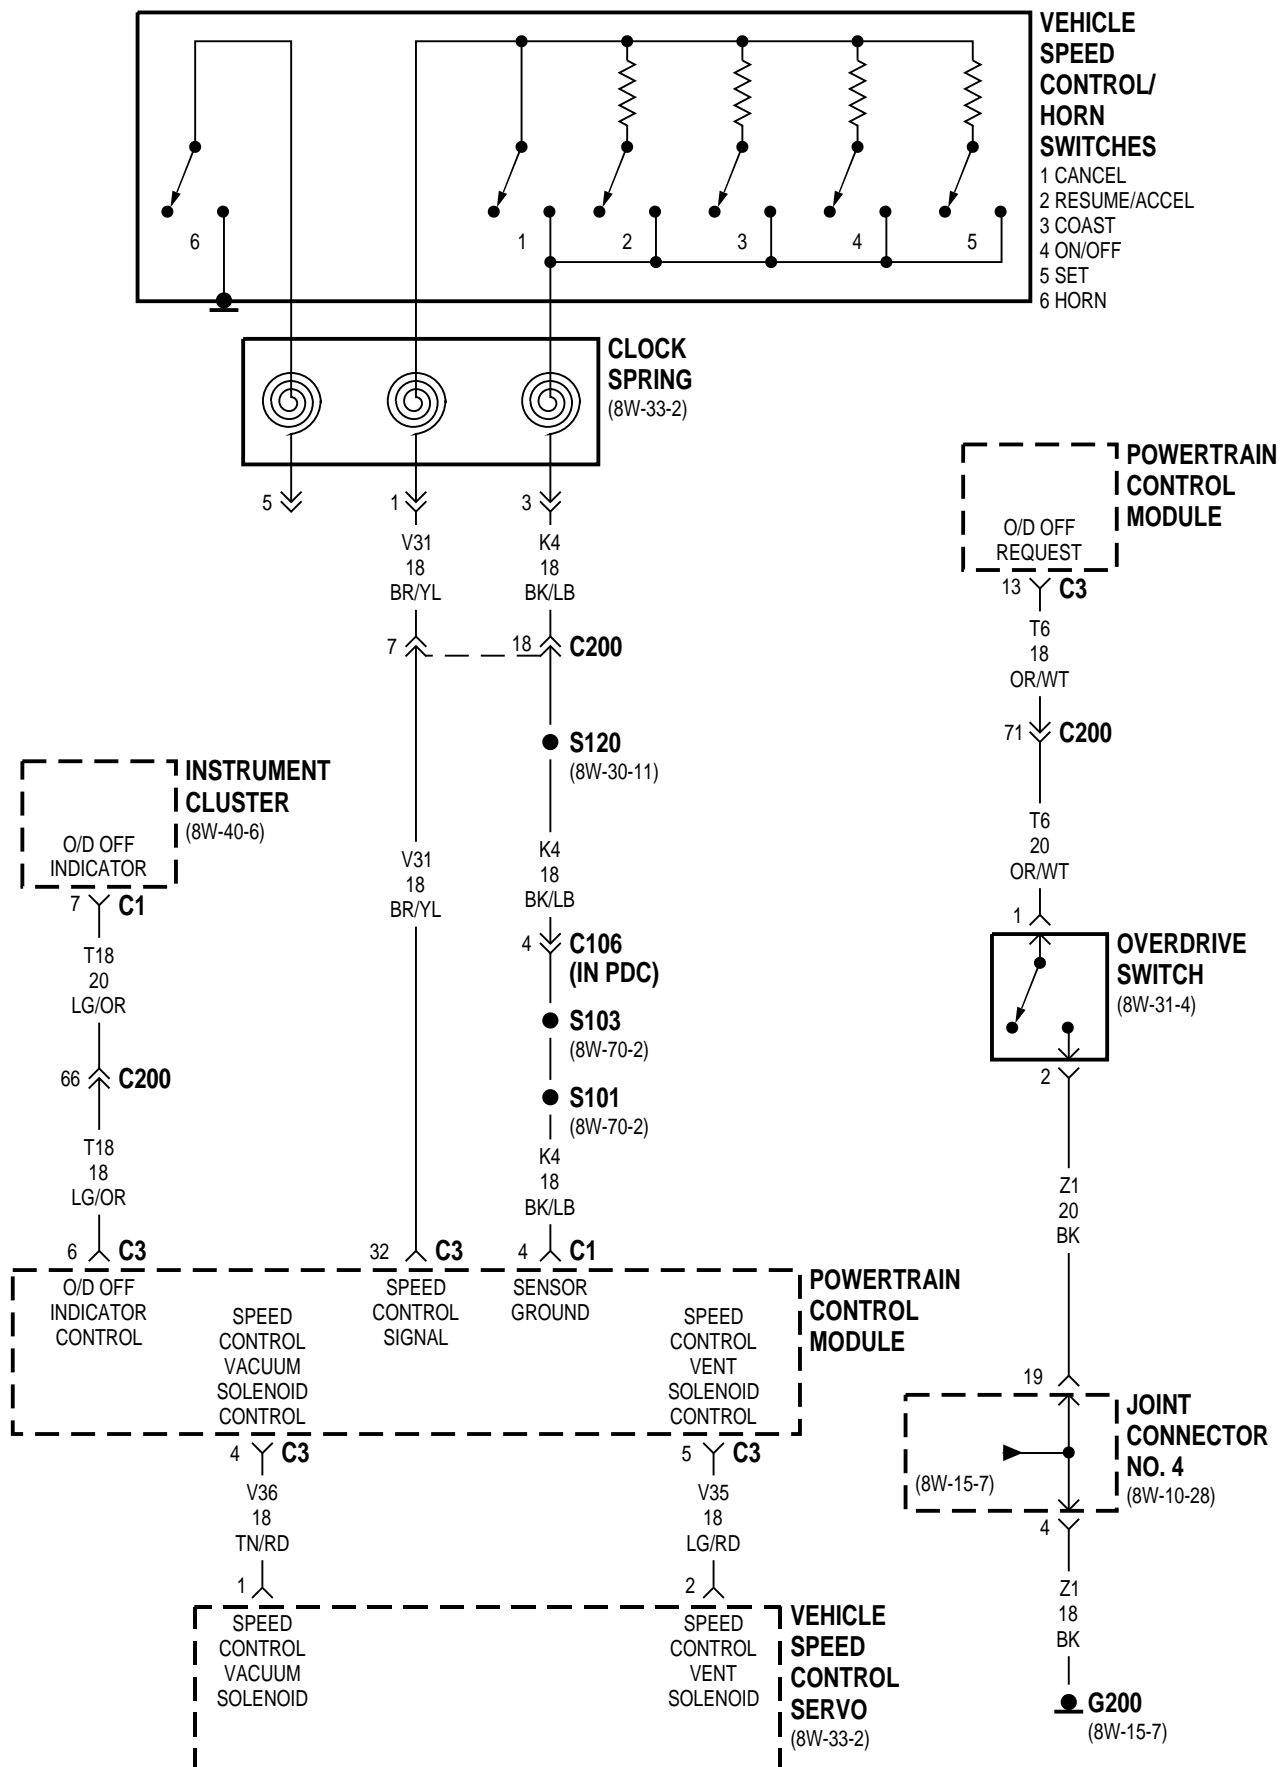 VEHICLE
SPEED
CONTROL/
HORN
SWITCHES
1 CANCEL
2 RESUME/ACCEL
3 COAST
4 ON/OFF
5 SET
6 HORN
6
1
2
3
4
5
CLOCK
SPRING
(8W-33-2)
5
1
3
V31
18
BR/YL
K4
18
BK/LB
7
18
C200
S120
(8W-30-11)
V31
18
BR/YL
K4
18
BK/LB
4
C106
(IN PDC)
S103
(8W-70-2)
S101
(8W-70-2)
K4
18
BK/LB
INSTRUMENT
CLUSTER
(8W-40-6)
O/D OFF
INDICATOR
7
C1
T18
20
LG/OR
66
C200
T18
18
LG/OR
6
C3
32
C3
4
C1
POWERTRAIN
CONTROL
MODULE
O/D OFF
INDICATOR
CONTROL
SPEED
CONTROL
VACUUM
SOLENOID
CONTROL
SPEED
CONTROL
SIGNAL
SENSOR
GROUND
SPEED
CONTROL
VENT
SOLENOID
CONTROL
4
C3
5
C3
V36
18
TN/RD
V35
18
LG/RD
1
2
SPEED
CONTROL
VACUUM
SOLENOID
SPEED
CONTROL
VENT
SOLENOID
VEHICLE
SPEED
CONTROL
SERVO
(8W-33-2)
POWERTRAIN
CONTROL
MODULE
O/D OFF
REQUEST
13
C3
T6
18
OR/WT
71
C200
T6
20
OR/WT
1
OVERDRIVE
SWITCH
(8W-31-4)
2
Z1
20
BK
19
JOINT
CONNECTOR
NO. 4
(8W-10-28)
(8W-15-7)
4
Z1
18
BK
G200
(8W-15-7)